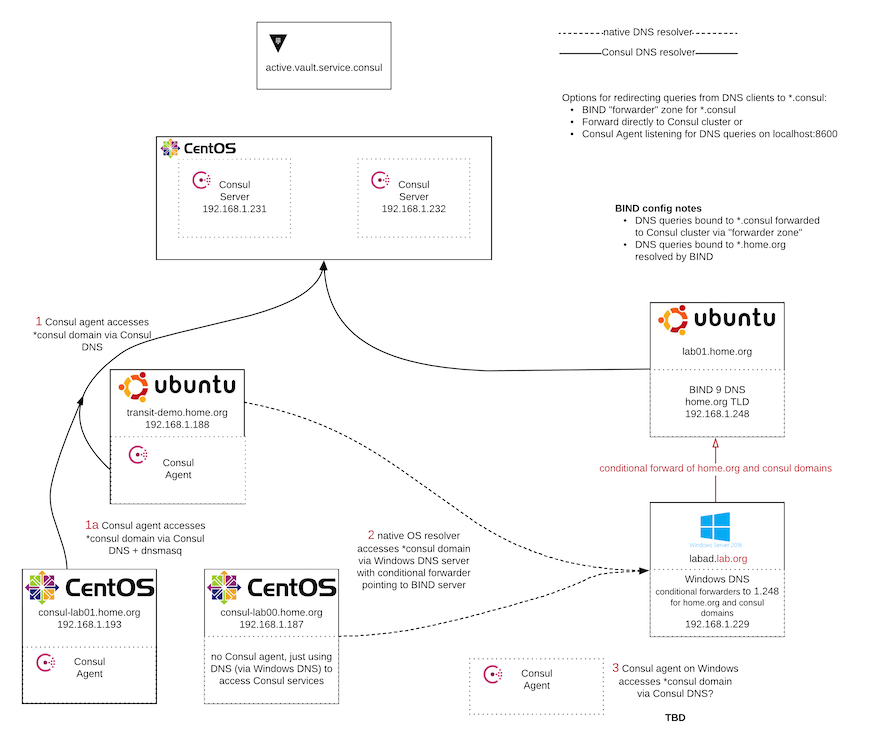 active.vault.service.consul
native DNS resolver
Consul DNS resolver
Options for redirecting queries from DNS clients to *.consul:
• BIND "forwarder" zone for *.consul
• Forward directly to Consul cluster or
• Consul Agent listening for DNS queries on localhost:8600
CentOS
Consul
Server
192.168.1.231
Consul
Server
192.168.1.232
BIND config notes
• DNS queries bound to *.consul forwarded
to Consul cluster via "forwarder zone"
• DNS queries bound to *.home.org
resolved by BIND
1 Consul agent accesses
*consul domain via Consul
DNS
ubuntu
lab01.home.org
BIND 9 DNS
home.org TLD
192.168.1.248
ubuntu
transit-demo.home.org
192.168.1.188
Consul
Agent
conditional forward of home.org and consul domains
1a Consul agent accesses
*consul domain via Consul
DNS + dnsmasq
2 native OS resolver
accesses *consul domain
via Windows DNS server
with conditional forwarder
pointing to BIND server
Windows Server 2016
labad.lab.org
Windows DNS
conditional forwarders to 1.248
for home.org and consul
domains
192.168.1.229
CentOS
consul-lab01.home.org
192.168.1.193
Consul
Agent
CentOS
consul-lab00.home.org
192.168.1.187
no Consul agent, just using
DNS (via Windows DNS) to
access Consul services
Consul
Agent
3 Consul agent on Windows
accesses *consul domain
via Consul DNS?
TBD